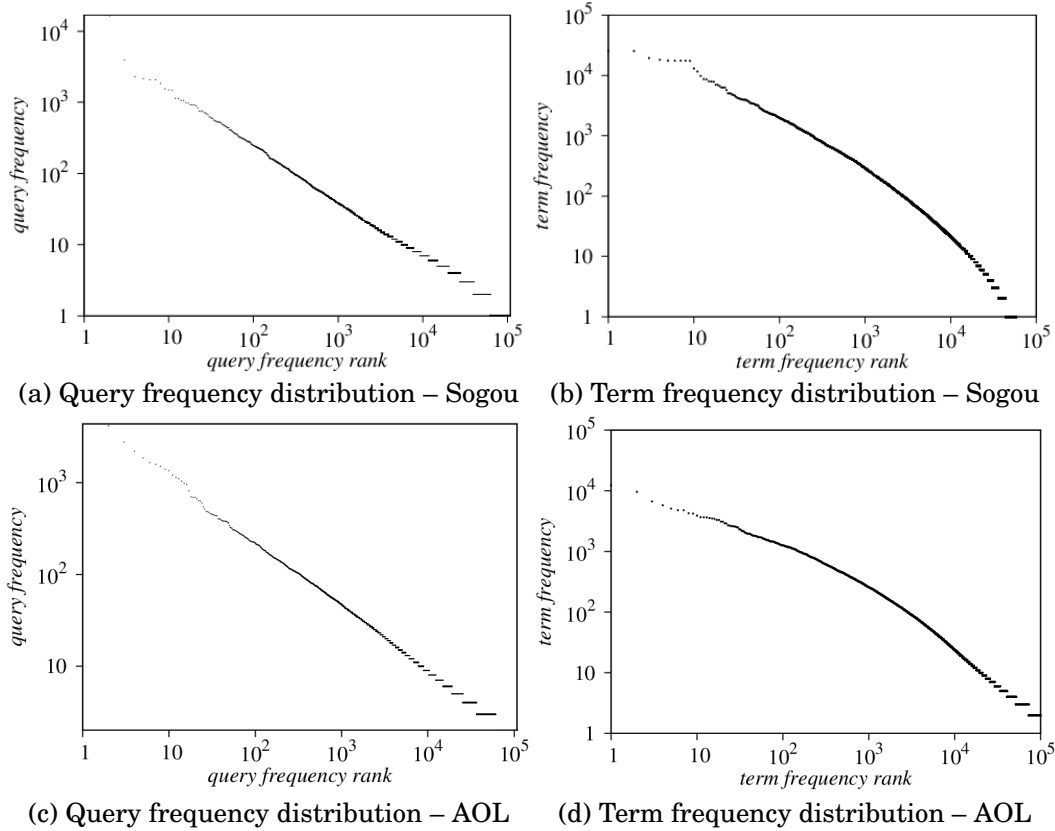 10^4
10^3
10^2
10
1
query frequency
1 10 10^2 10^3 10^4 10^5
query frequency rank
(a) Query frequency distribution – Sogou
10^5
10^4
10^3
10^2
10
1
term frequency
1 10 10^2 10^3 10^4 10^5
term frequency rank
(b) Term frequency distribution – Sogou
10^3
10^2
10
query frequency
1 10 10^2 10^3 10^4 10^5
query frequency rank
(c) Query frequency distribution – AOL
10^5
10^4
10^3
10^2
10
1
term frequency
1 10 10^2 10^3 10^4 10^5
term frequency rank
(d) Term frequency distribution – AOL